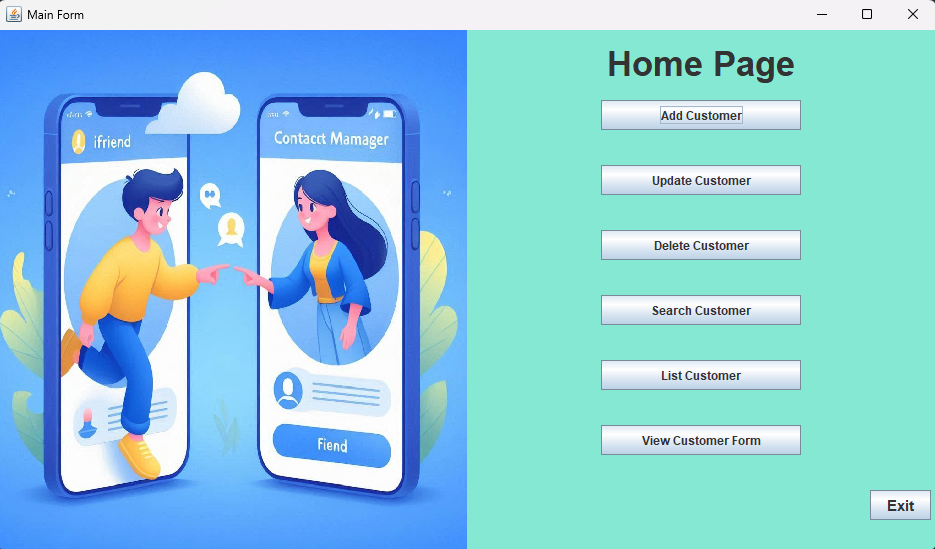 Main Form
ifriend
Contacct Mamager
Fiend
Home Page
Add Customer
Update Customer
Delete Customer
Search Customer
List Customer
View Customer Form
Exit